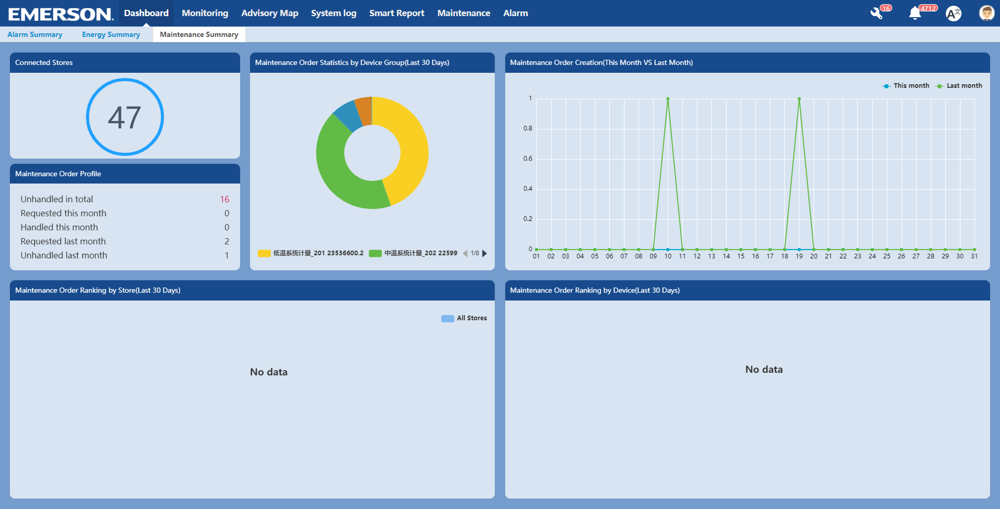 EMERSON.
Dashboard Monitoring Advisory Map System log Smart Report Maintenance Alarm
16 4712 A文
Alarm Summary Energy Summary Maintenance Summary
Connected Stores
47
Maintenance Order Profile
Unhandled in total 16
Requested this month 0
Handled this month 0
Requested last month 2
Unhandled last month 1
Maintenance Order Statistics by Device Group(Last 30 Days)
低温系统计量_201 23536600.2 中温系统计量_202 22599 1/8
Maintenance Order Creation(This Month VS Last Month)
This month Last month
1
0.8
0.6
0.4
0.2
0
01 02 03 04 05 06 07 08 09 10 11 12 13 14 15 16 17 18 19 20 21 22 23 24 25 26 27 28 29 30 31
Maintenance Order Ranking by Store(Last 30 Days)
All Stores
No data
Maintenance Order Ranking by Device(Last 30 Days)
No data